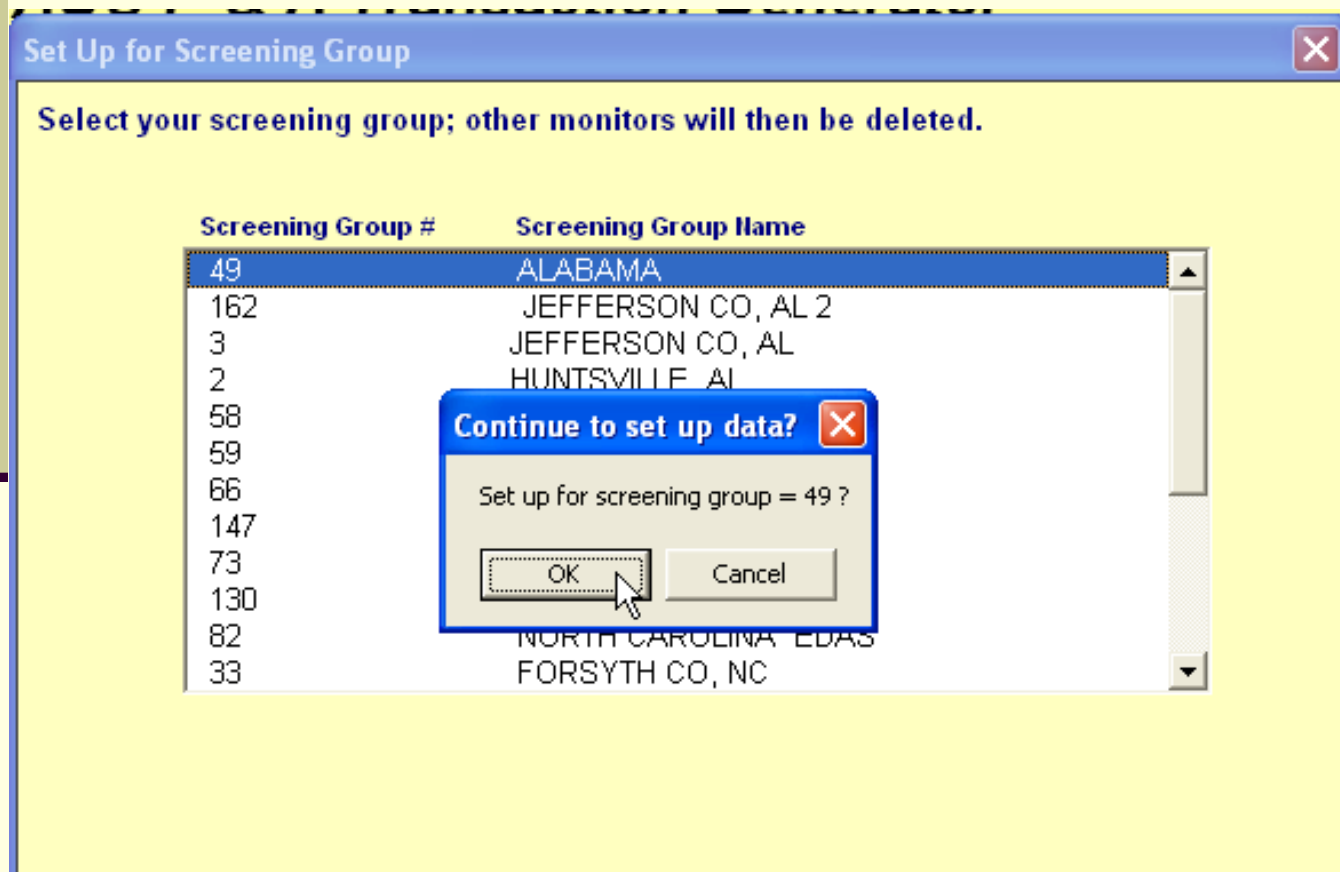 Set Up for Screening Group
Select your screening group; other monitors will then be deleted.
Screening Group # Screening Group Name
49 ALABAMA
162 JEFFERSON CO, AL 2
3 JEFFERSON CO, AL
2 HUNTSVILLE, AL
58
59
66
147
73
130
82 NORTH CAROLINA EDAS
33 FORSYTH CO, NC
Continue to set up data?
Set up for screening group = 49 ?
OK Cancel